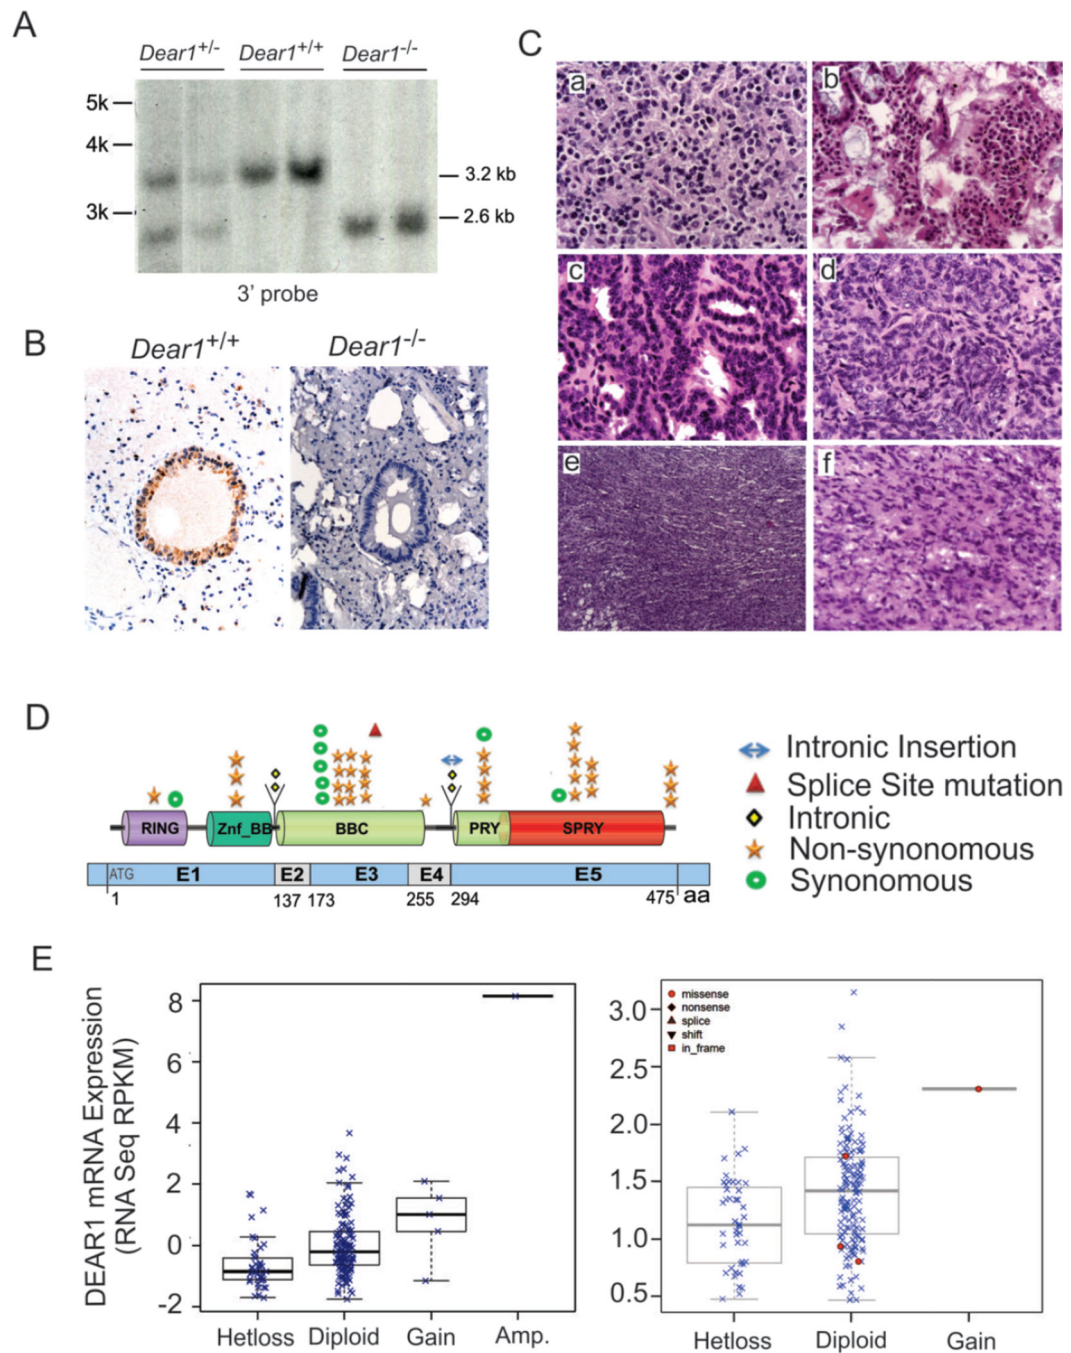 A
Dear1+/- Dear1+/+ Dear1-/-
5k
4k
3k
3.2 kb
2.6 kb
3' probe
B
Dear1+/+ Dear1-/-
C
a
b
c
d
e
f
D
RING Znf_BB BBC PRY SPRY
ATG E1 E2 E3 E4 E5
1 137 173 255 294 475 aa
Intronic Insertion
Splice Site mutation
Intronic
Non-synonomous
Synonomous
E
DEAR1 mRNA Expression
(RNA Seq RPKM)
8
6
4
2
0
-2
Hetloss Diploid Gain Amp.
missense
nonsense
splice
shift
in_frame
3.0
2.5
2.0
1.5
1.0
0.5
Hetloss Diploid Gain